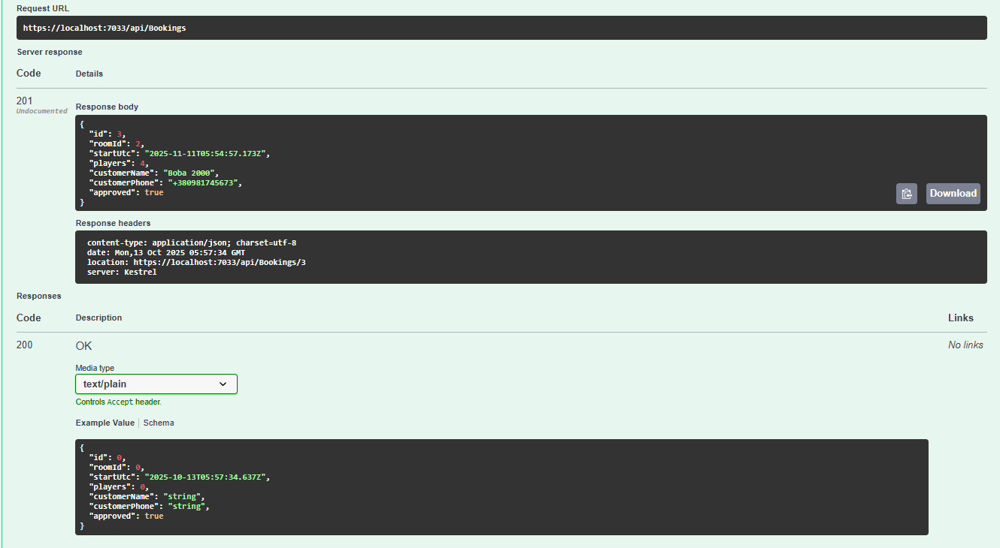 Request URL
https://localhost:7033/api/Bookings
Server response
Code Details
201
Undocumented
Response body
{
  "id": 3,
  "roomId": 2,
  "startUtc": "2025-11-11T05:54:57.173Z",
  "players": 4,
  "customerName": "Boba 2000",
  "customerPhone": "+380981745673",
  "approved": true
}
Download
Response headers
content-type: application/json; charset=utf-8
date: Mon,13 Oct 2025 05:57:34 GMT
location: https://localhost:7033/api/Bookings/3
server: Kestrel
Responses
Code Description Links
200 OK No links
Media type
text/plain
Controls Accept header.
Example Value Schema
{
  "id": 0,
  "roomId": 0,
  "startUtc": "2025-10-13T05:57:34.637Z",
  "players": 0,
  "customerName": "string",
  "customerPhone": "string",
  "approved": true
}